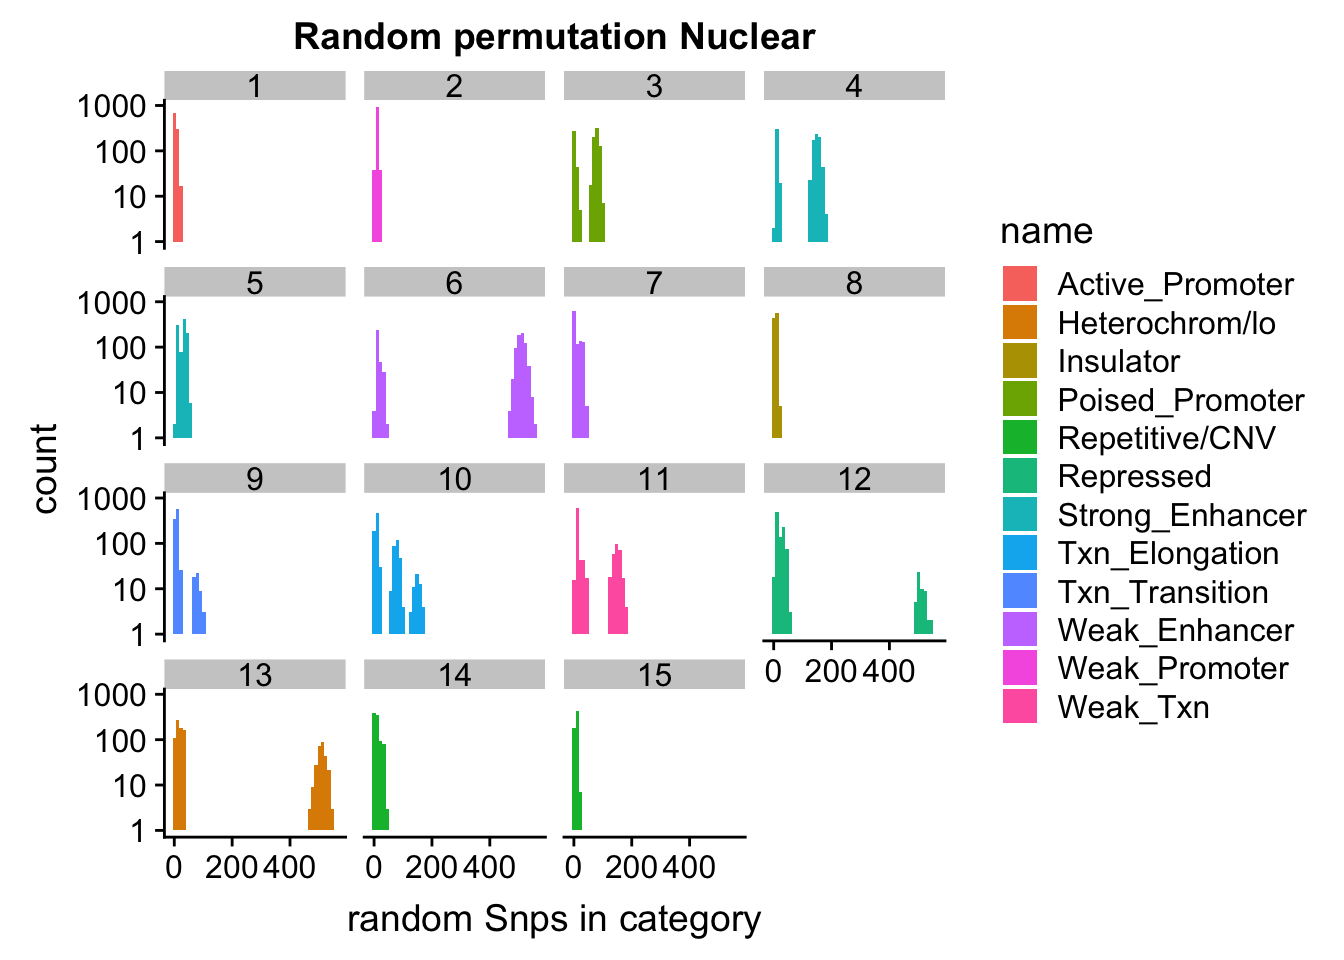 Random permutation Nuclear
1 2 3 4
1000
100
10
1
5 6 7 8
1000
100
10
1
9 10 11 12
1000
100
10
1
0 200 400
13 14 15
1000
100
10
1
0 200 400 0 200 400 0 200 400
random Snps in category
count
name
Active_Promoter
Heterochrom/lo
Insulator
Poised_Promoter
Repetitive/CNV
Repressed
Strong_Enhancer
Txn_Elongation
Txn_Transition
Weak_Enhancer
Weak_Promoter
Weak_Txn